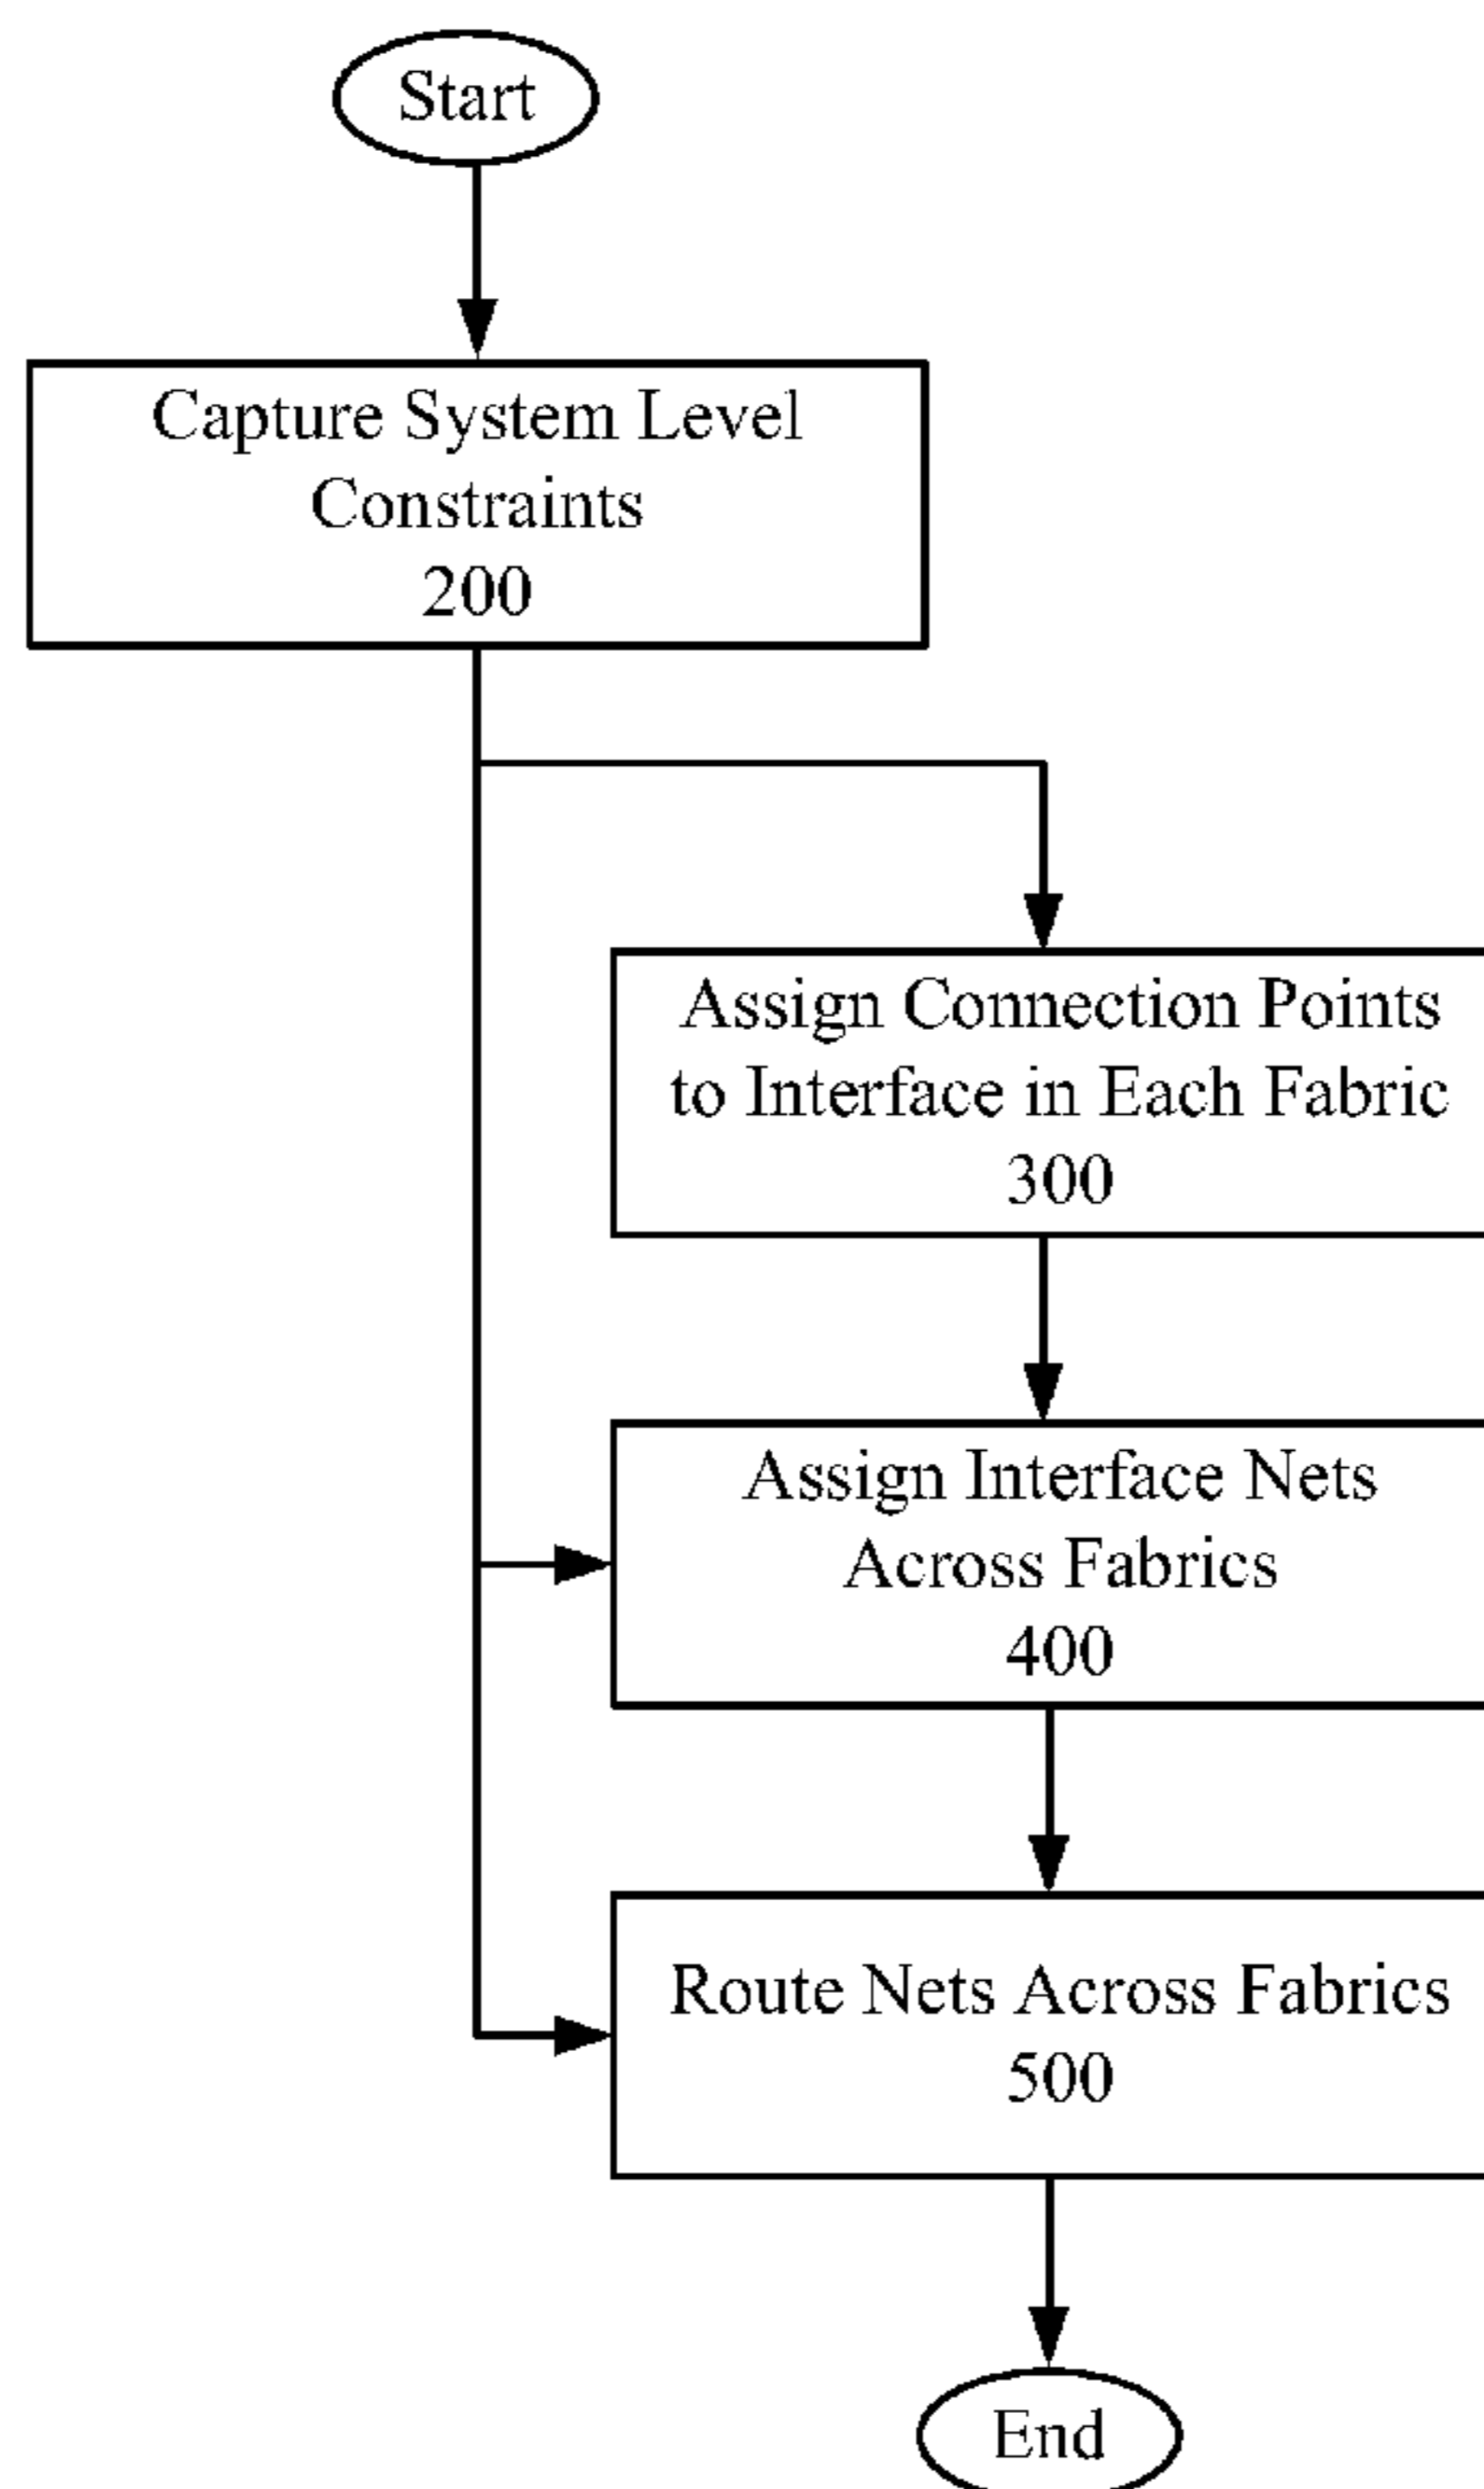 Start
Capture System Level
Constraints
200
Assign Connection Points
to Interface in Each Fabric
300
Assign Interface Nets
Across Fabrics
400
Route Nets Across Fabrics
500
End